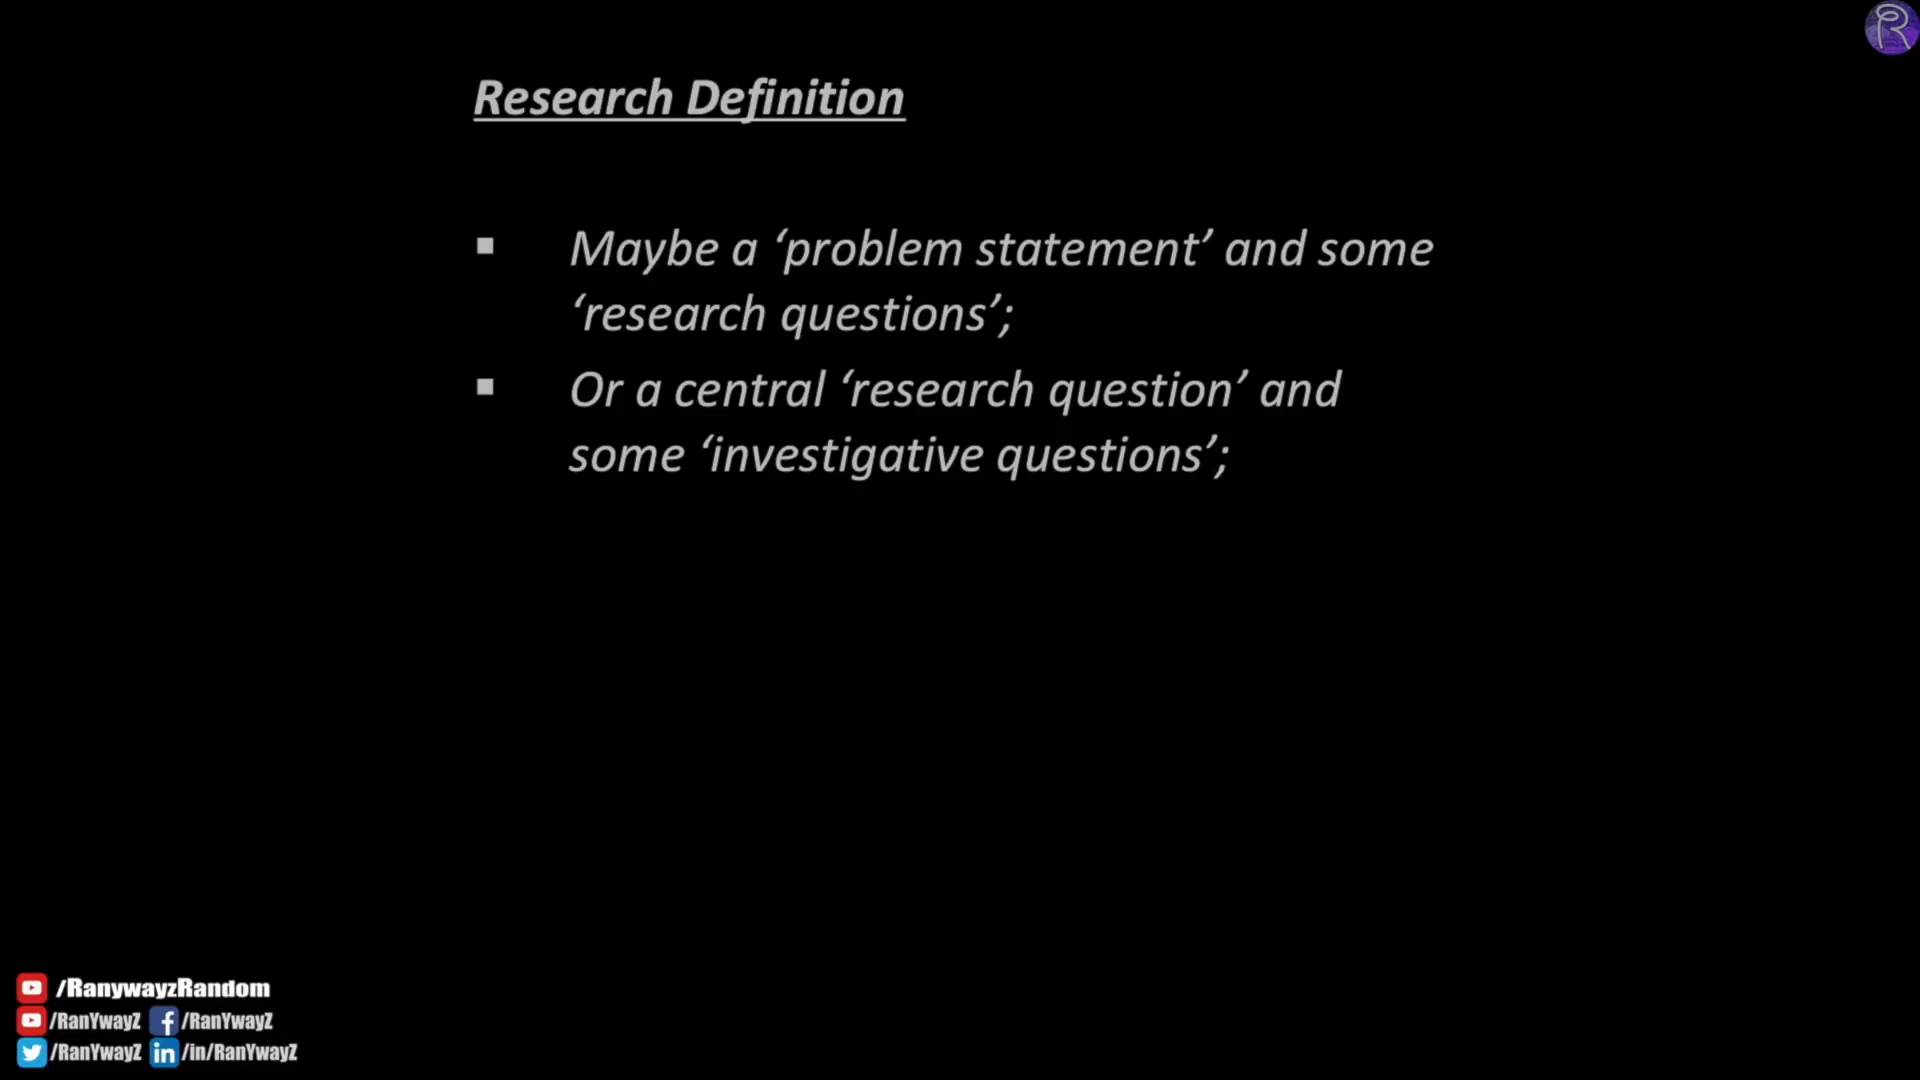 Research Definition
▪ Maybe a ‘problem statement’ and some
‘research questions’;
▪ Or a central ‘research question’ and
some ‘investigative questions’;
/RanywayzRandom
/RanYwayZ /RanYwayZ
/RanYwayZ /in/RanYwayZ